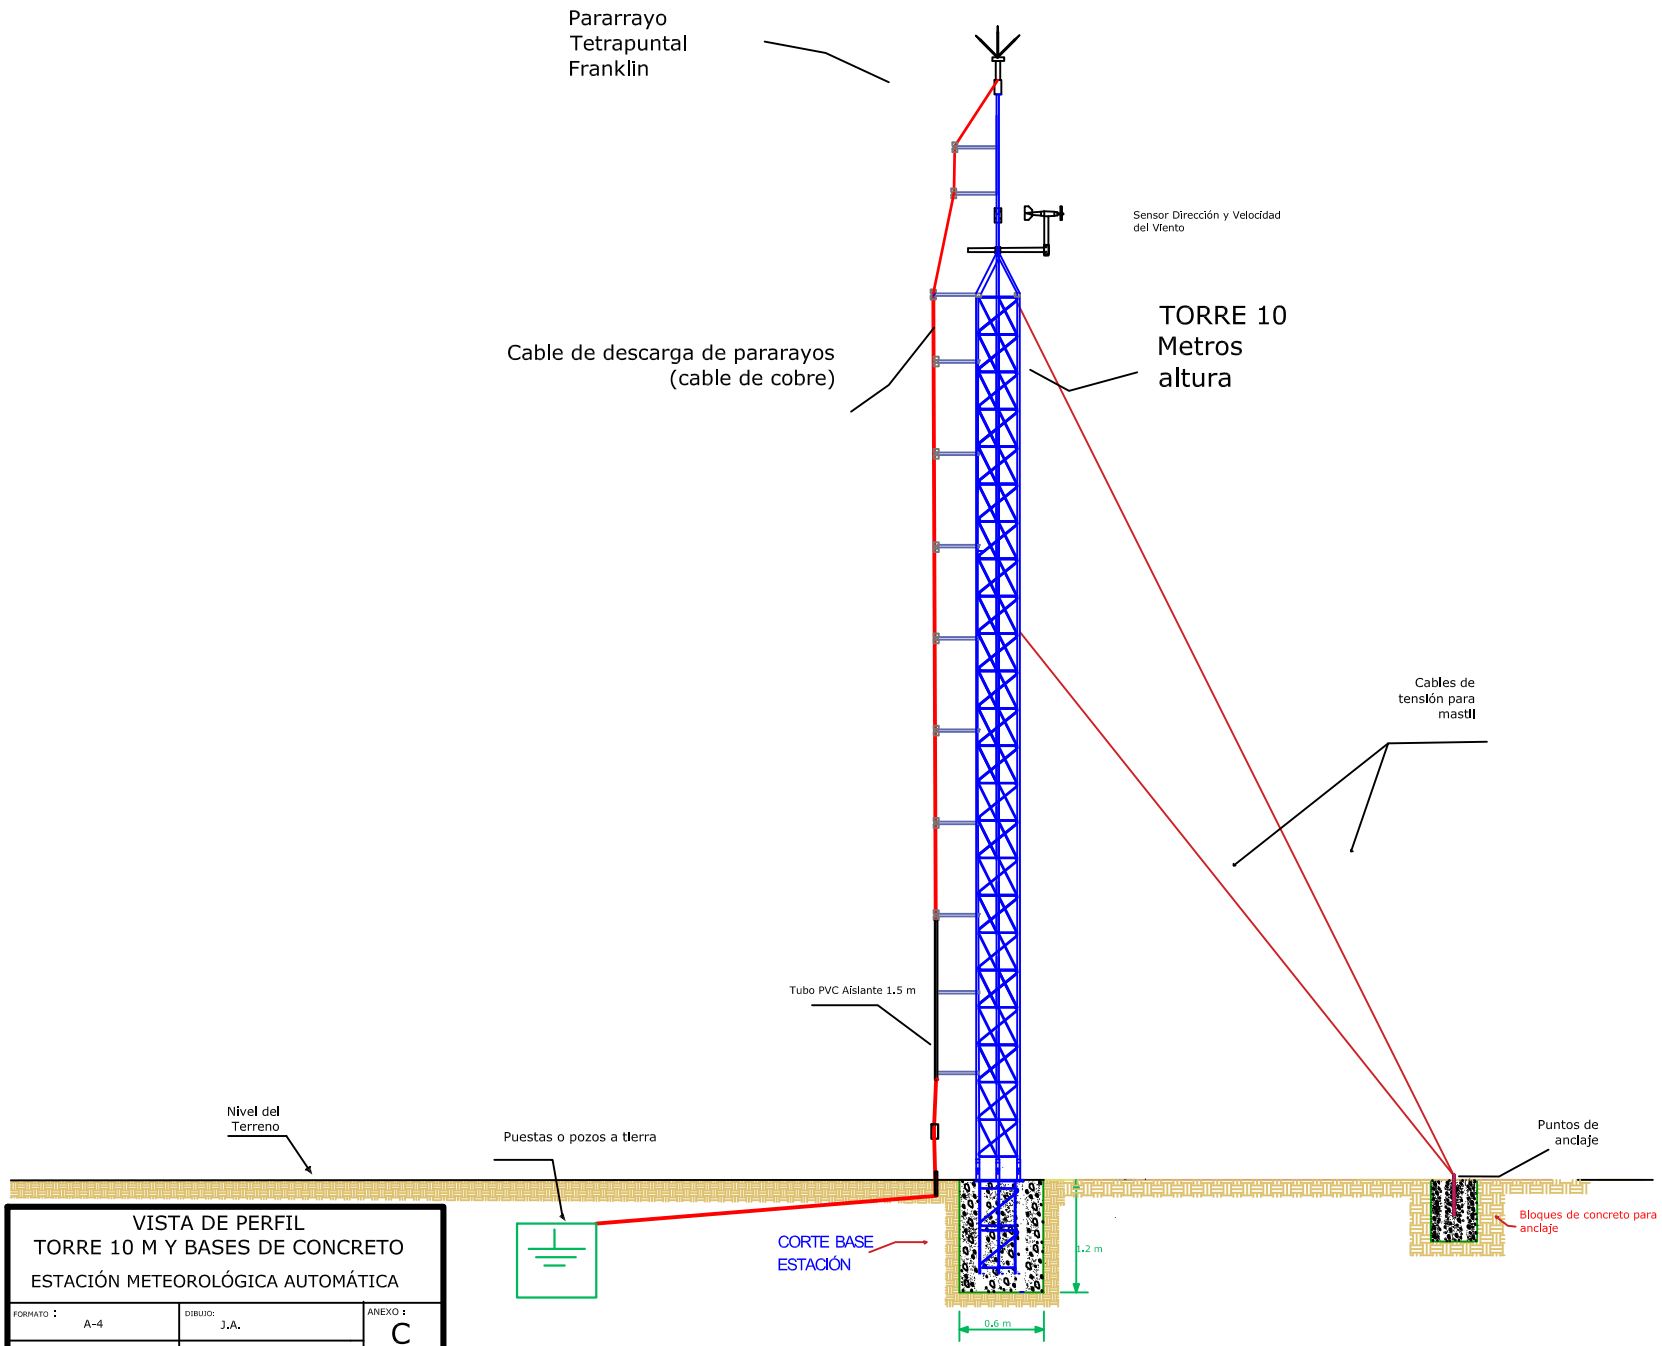 Pararrayo
Tetrapuntal
Franklin
Sensor Dirección y Velocidad
del Viento
TORRE 10
Metros
altura
Cable de descarga de pararayos
(cable de cobre)
Cables de
tensión para
mastil
Tubo PVC Aislante 1.5 m
Nivel del
Terreno
Puestas o pozos a tierra
Puntos de
anclaje
Bloques de concreto para
anclaje
CORTE BASE
ESTACIÓN
1.2 m
0.6 m
VISTA DE PERFIL
TORRE 10 M Y BASES DE CONCRETO
ESTACIÓN METEOROLÓGICA AUTOMÁTICA
FORMATO :
A-4
DIBUJO:
J.A.
ANEXO :
C